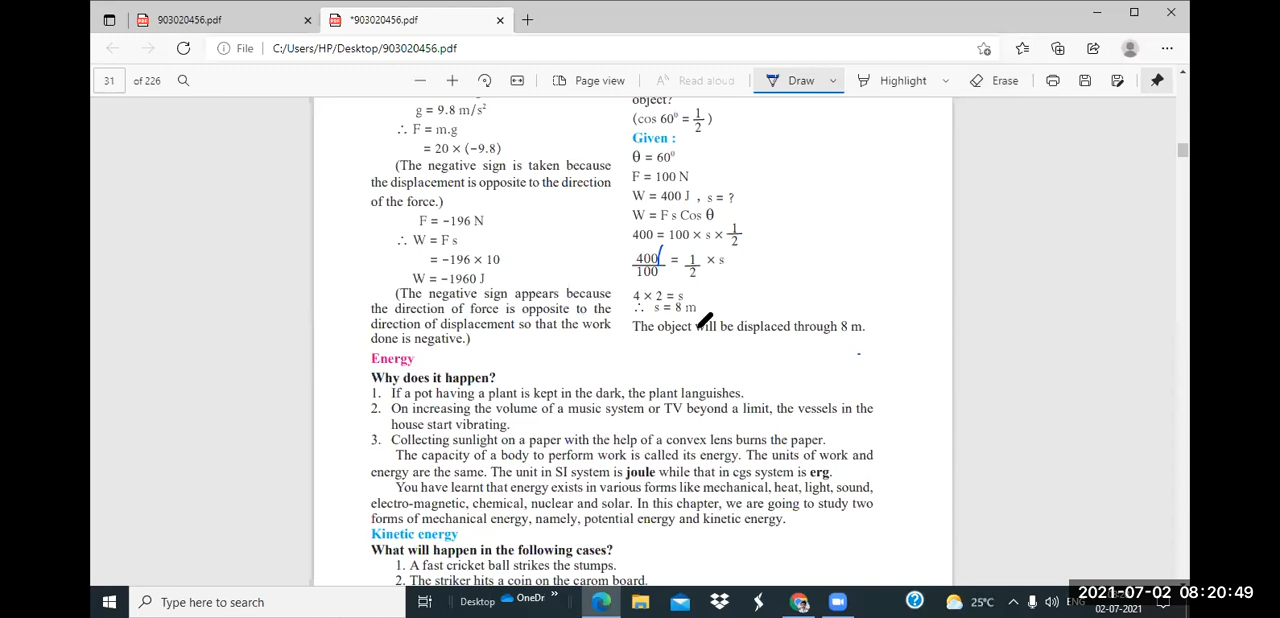 903020456.pdf
*903020456.pdf
File C:/Users/HP/Desktop/903020456.pdf
31 of 226
Page view
Read aloud
Draw
Highlight
Erase
g = 9.8 m/s²
∴ F = m.g
= 20 × (−9.8)
(The negative sign is taken because
the displacement is opposite to the direction
of the force.)
F = −196 N
∴ W = F s
= −196 × 10
W = −1960 J
(The negative sign appears because
the direction of force is opposite to the
direction of displacement so that the work
done is negative.)
object?
(cos 60⁰ = 1/2 )
Given :
θ = 60⁰
F = 100 N
W = 400 J , s = ?
W = F s Cos θ
400 = 100 × s × 1/2
400/100 = 1/2 × s
4 × 2 = s
∴ s = 8 m
The object will be displaced through 8 m.
Energy
Why does it happen?
1. If a pot having a plant is kept in the dark, the plant languishes.
2. On increasing the volume of a music system or TV beyond a limit, the vessels in the
house start vibrating.
3. Collecting sunlight on a paper with the help of a convex lens burns the paper.
The capacity of a body to perform work is called its energy. The units of work and
energy are the same. The unit in SI system is joule while that in cgs system is erg.
You have learnt that energy exists in various forms like mechanical, heat, light, sound,
electro-magnetic, chemical, nuclear and solar. In this chapter, we are going to study two
forms of mechanical energy, namely, potential energy and kinetic energy.
Kinetic energy
What will happen in the following cases?
1. A fast cricket ball strikes the stumps.
2. The striker hits a coin on the carom board.
Type here to search
Desktop
OneDr
»
25°C
ENG
2021-07-02 08:20:49
02-07-2021